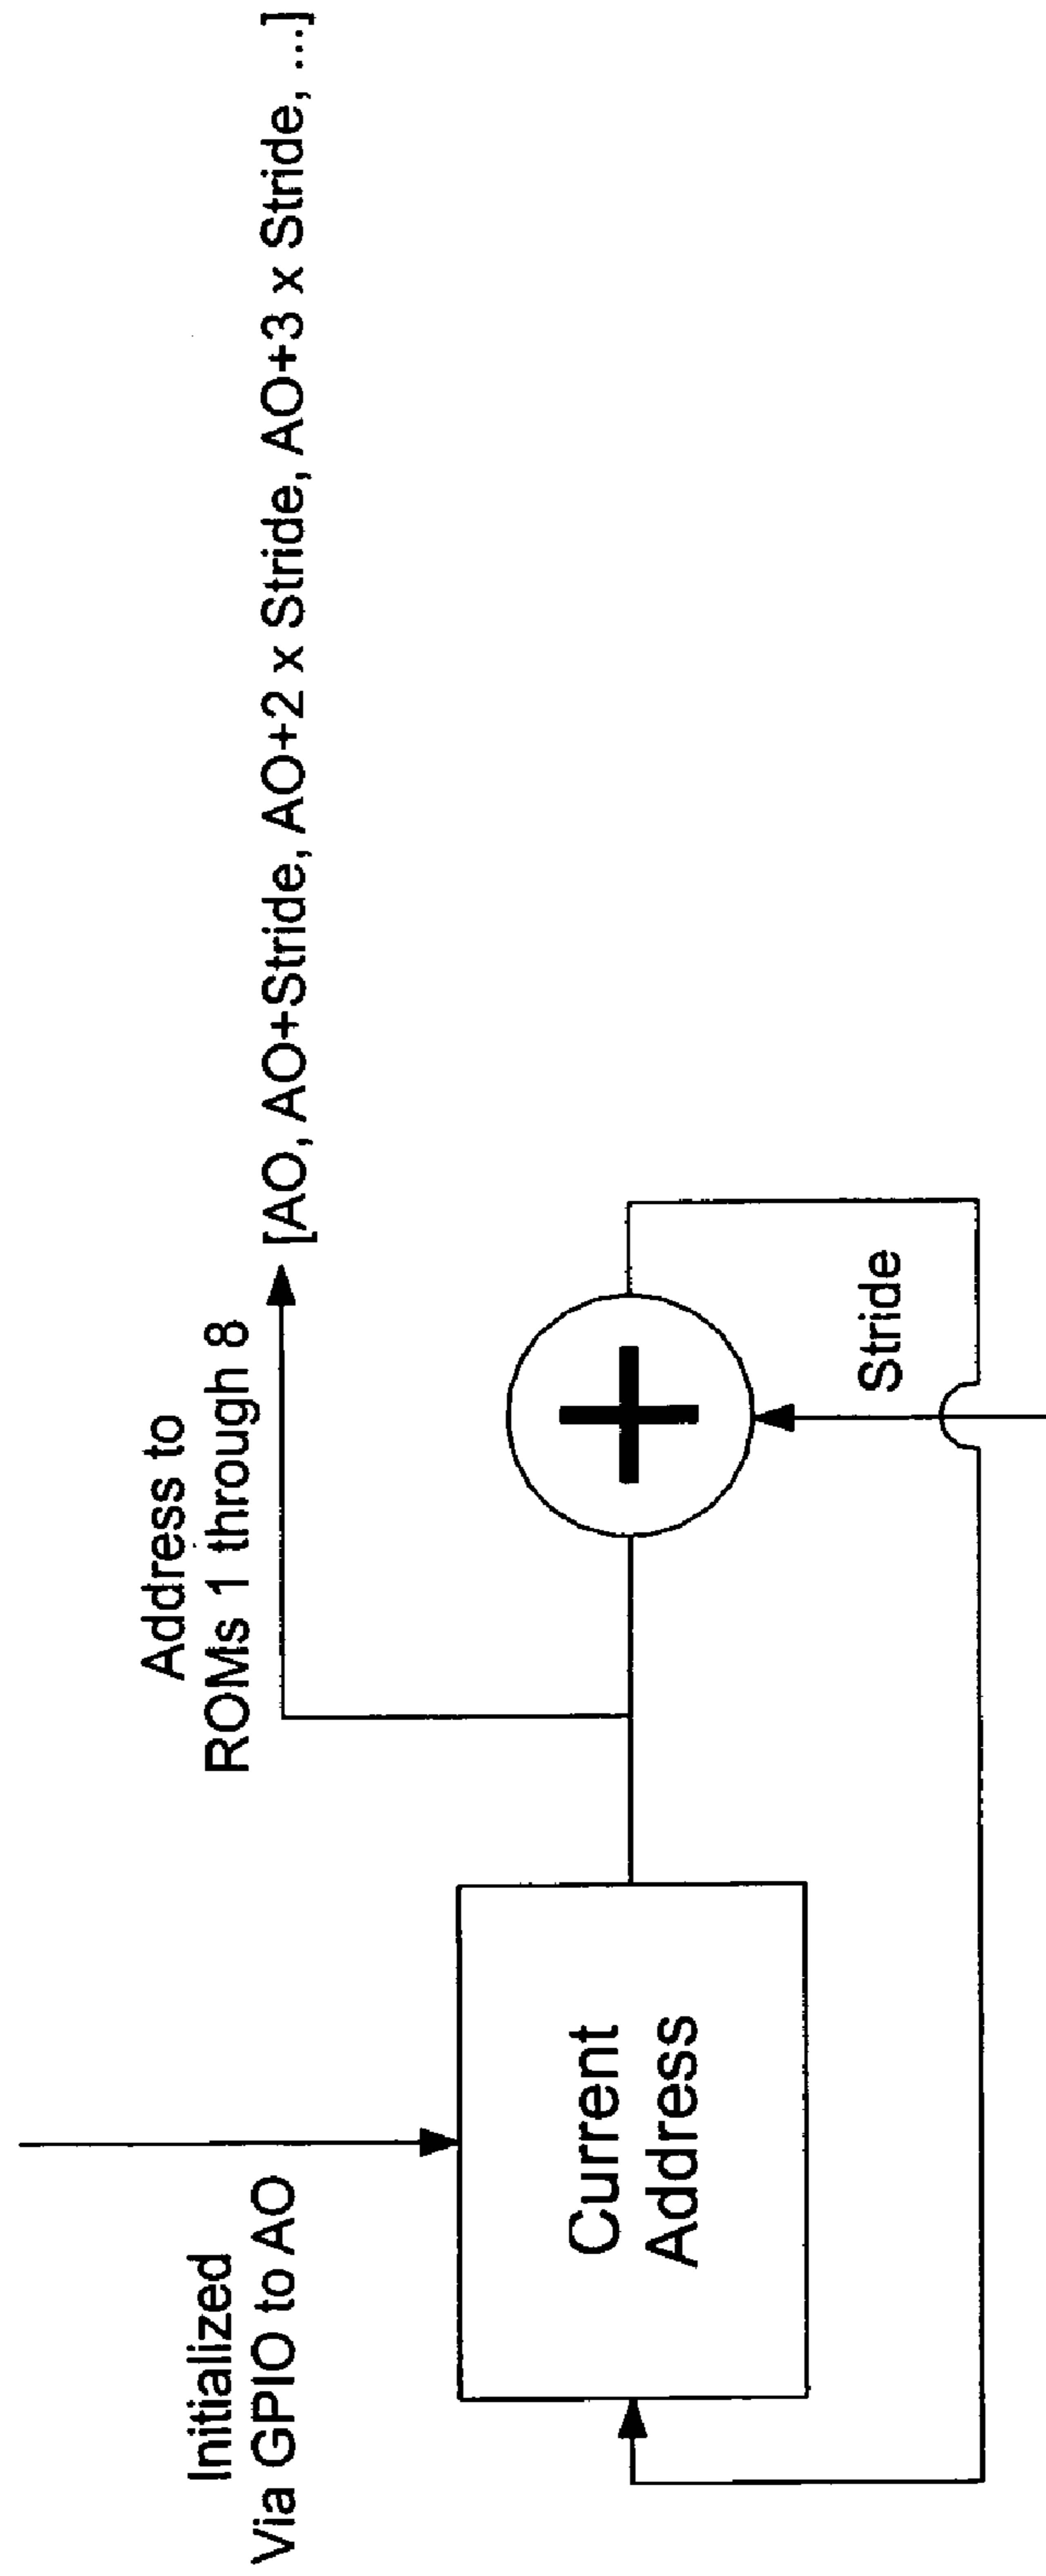 Initialized
Via GPIO to AO
Address to
ROMs 1 through 8
[AO, AO+Stride, AO+2 x Stride, AO+3 x Stride, ...]
Current
Address
+
Stride